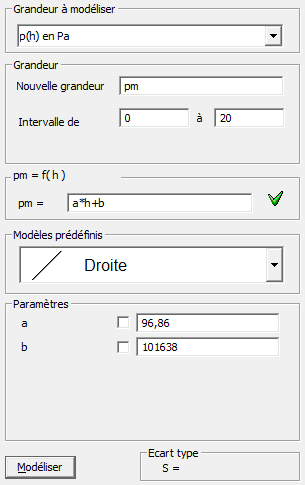 Grandeur à modéliser
p(h) en Pa
Grandeur
Nouvelle grandeur pm
Intervalle de 0 à 20
pm = f( h )
pm = a*h+b
Modèles prédéfinis
Droite
Paramètres
a 96,86
b 101638
Modéliser
Ecart type
S =